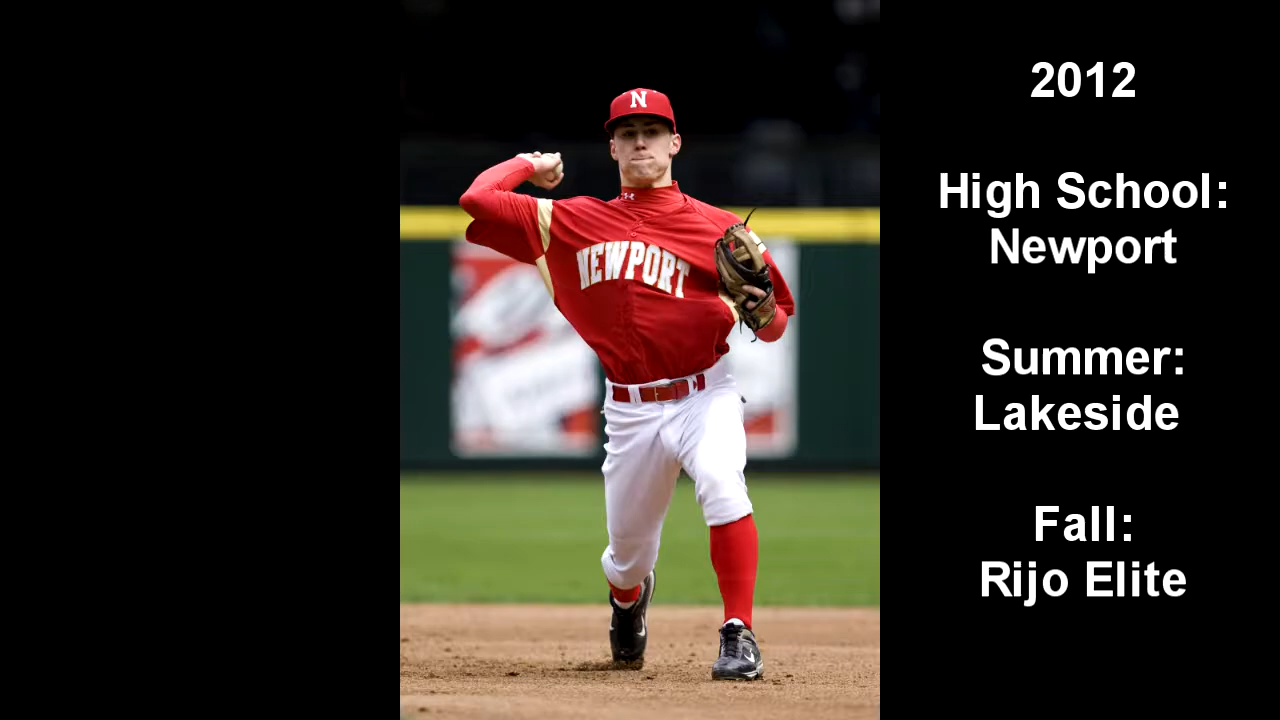 N
NEWPORT
2012
High School:
Newport
Summer:
Lakeside
Fall:
Rijo Elite